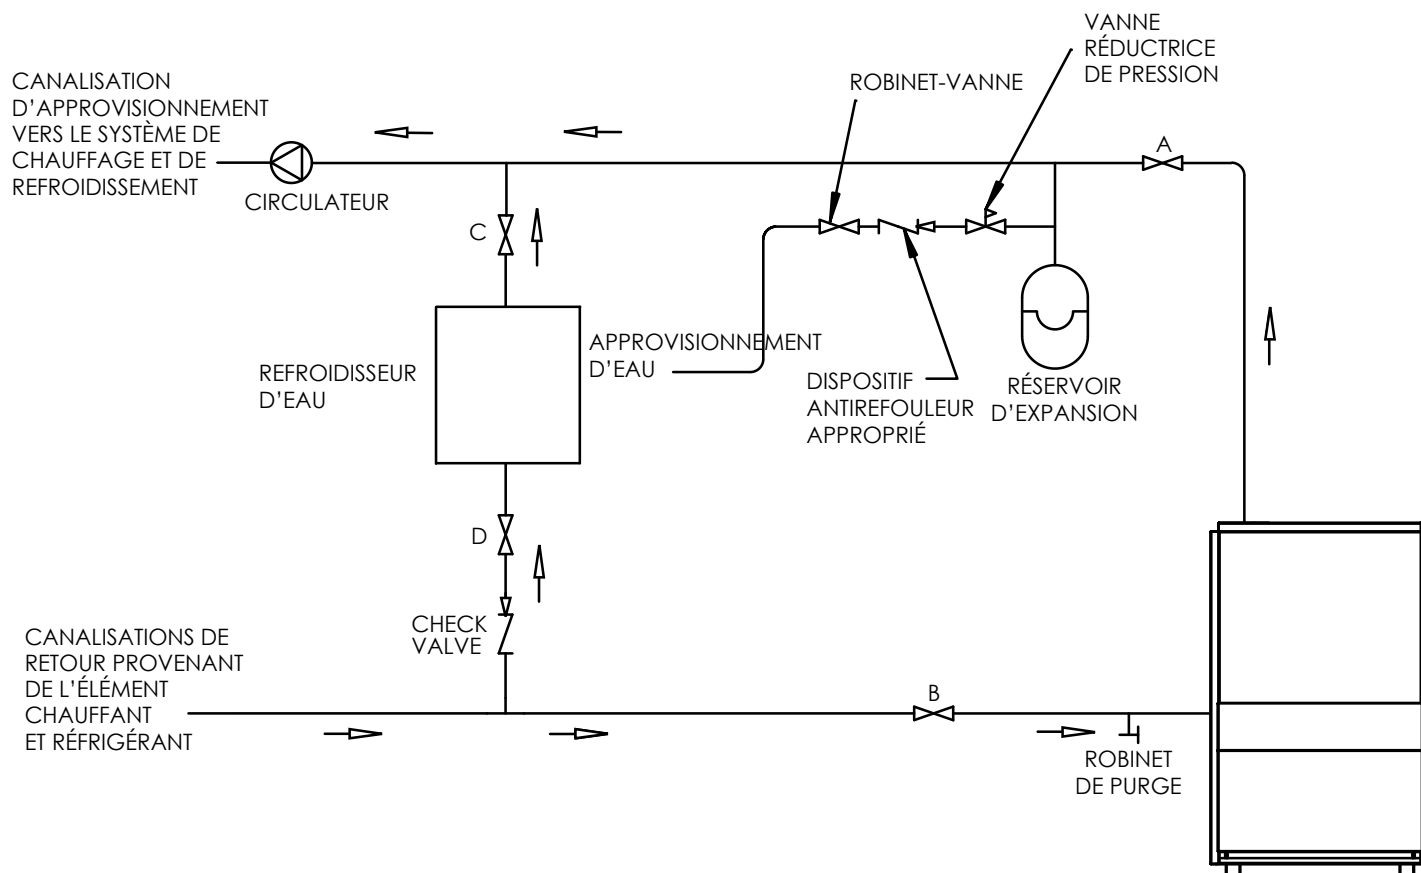 VANNE
RÉDUCTRICE
DE PRESSION
ROBINET-VANNE
CANALISATION
D'APPROVISIONNEMENT
VERS LE SYSTÈME DE
CHAUFFAGE ET DE
REFROIDISSEMENT
CIRCULATEUR
A
C
REFROIDISSEUR
D'EAU
APPROVISIONNEMENT
D'EAU
DISPOSITIF
ANTIREFOULEUR
APPROPRIÉ
RÉSERVOIR
D'EXPANSION
D
CHECK
VALVE
CANALISATIONS DE
RETOUR PROVENANT
DE L'ÉLÉMENT
CHAUFFANT
ET RÉFRIGÉRANT
B
ROBINET
DE PURGE